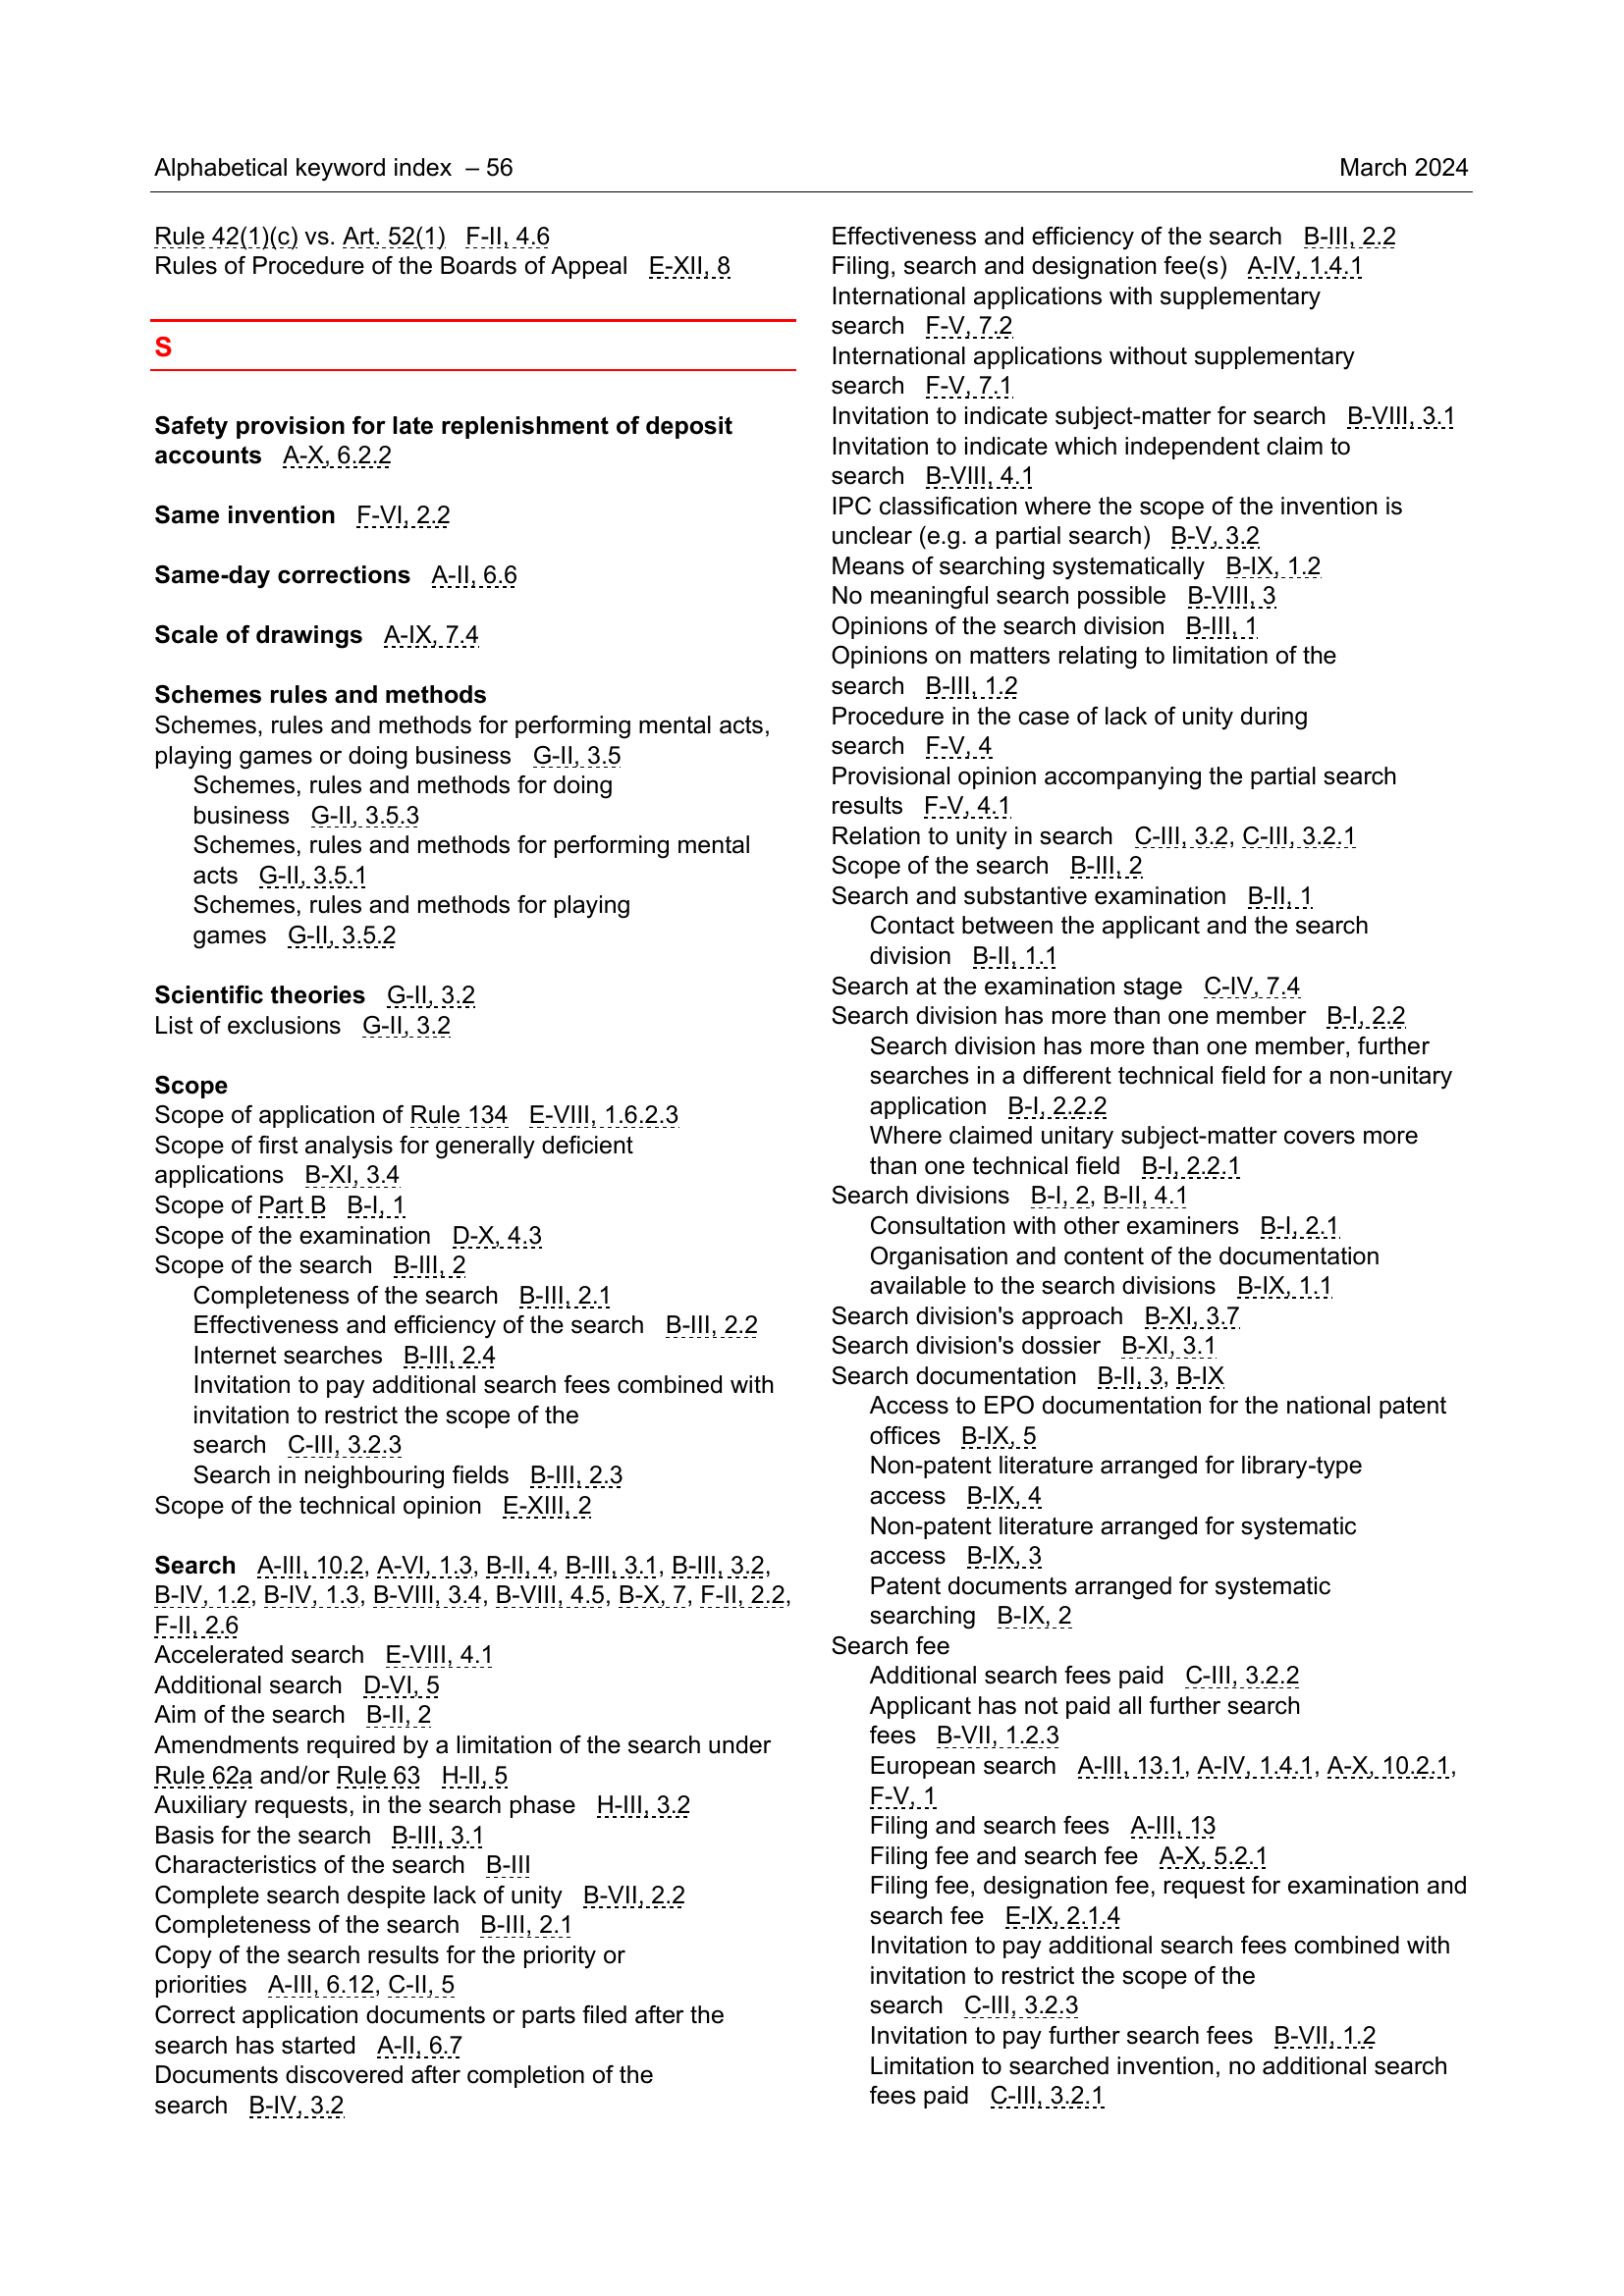 Alphabetical keyword index – 56
March 2024
Rule 42(1)(c) vs. Art. 52(1) F-II, 4.6
Rules of Procedure of the Boards of Appeal E-XII, 8
S
Safety provision for late replenishment of deposit
accounts A-X, 6.2.2
Same invention F-VI, 2.2
Same-day corrections A-II, 6.6
Scale of drawings A-IX, 7.4
Schemes rules and methods
Schemes, rules and methods for performing mental acts,
playing games or doing business G-II, 3.5
Schemes, rules and methods for doing
business G-II, 3.5.3
Schemes, rules and methods for performing mental
acts G-II, 3.5.1
Schemes, rules and methods for playing
games G-II, 3.5.2
Scientific theories G-II, 3.2
List of exclusions G-II, 3.2
Scope
Scope of application of Rule 134 E-VIII, 1.6.2.3
Scope of first analysis for generally deficient
applications B-XI, 3.4
Scope of Part B B-I, 1
Scope of the examination D-X, 4.3
Scope of the search B-III, 2
Completeness of the search B-III, 2.1
Effectiveness and efficiency of the search B-III, 2.2
Internet searches B-III, 2.4
Invitation to pay additional search fees combined with
invitation to restrict the scope of the
search C-III, 3.2.3
Search in neighbouring fields B-III, 2.3
Scope of the technical opinion E-XIII, 2
Search A-III, 10.2, A-VI, 1.3, B-II, 4, B-III, 3.1, B-III, 3.2,
B-IV, 1.2, B-IV, 1.3, B-VIII, 3.4, B-VIII, 4.5, B-X, 7, F-II, 2.2,
F-II, 2.6
Accelerated search E-VIII, 4.1
Additional search D-VI, 5
Aim of the search B-II, 2
Amendments required by a limitation of the search under
Rule 62a and/or Rule 63 H-II, 5
Auxiliary requests, in the search phase H-III, 3.2
Basis for the search B-III, 3.1
Characteristics of the search B-III
Complete search despite lack of unity B-VII, 2.2
Completeness of the search B-III, 2.1
Copy of the search results for the priority or
priorities A-III, 6.12, C-II, 5
Correct application documents or parts filed after the
search has started A-II, 6.7
Documents discovered after completion of the
search B-IV, 3.2
Effectiveness and efficiency of the search B-III, 2.2
Filing, search and designation fee(s) A-IV, 1.4.1
International applications with supplementary
search F-V, 7.2
International applications without supplementary
search F-V, 7.1
Invitation to indicate subject-matter for search B-VIII, 3.1
Invitation to indicate which independent claim to
search B-VIII, 4.1
IPC classification where the scope of the invention is
unclear (e.g. a partial search) B-V, 3.2
Means of searching systematically B-IX, 1.2
No meaningful search possible B-VIII, 3
Opinions of the search division B-III, 1
Opinions on matters relating to limitation of the
search B-III, 1.2
Procedure in the case of lack of unity during
search F-V, 4
Provisional opinion accompanying the partial search
results F-V, 4.1
Relation to unity in search C-III, 3.2, C-III, 3.2.1
Scope of the search B-III, 2
Search and substantive examination B-II, 1
Contact between the applicant and the search
division B-II, 1.1
Search at the examination stage C-IV, 7.4
Search division has more than one member B-I, 2.2
Search division has more than one member, further
searches in a different technical field for a non-unitary
application B-I, 2.2.2
Where claimed unitary subject-matter covers more
than one technical field B-I, 2.2.1
Search divisions B-I, 2, B-II, 4.1
Consultation with other examiners B-I, 2.1
Organisation and content of the documentation
available to the search divisions B-IX, 1.1
Search division's approach B-XI, 3.7
Search division's dossier B-XI, 3.1
Search documentation B-II, 3, B-IX
Access to EPO documentation for the national patent
offices B-IX, 5
Non-patent literature arranged for library-type
access B-IX, 4
Non-patent literature arranged for systematic
access B-IX, 3
Patent documents arranged for systematic
searching B-IX, 2
Search fee
Additional search fees paid C-III, 3.2.2
Applicant has not paid all further search
fees B-VII, 1.2.3
European search A-III, 13.1, A-IV, 1.4.1, A-X, 10.2.1,
F-V, 1
Filing and search fees A-III, 13
Filing fee and search fee A-X, 5.2.1
Filing fee, designation fee, request for examination and
search fee E-IX, 2.1.4
Invitation to pay additional search fees combined with
invitation to restrict the scope of the
search C-III, 3.2.3
Invitation to pay further search fees B-VII, 1.2
Limitation to searched invention, no additional search
fees paid C-III, 3.2.1